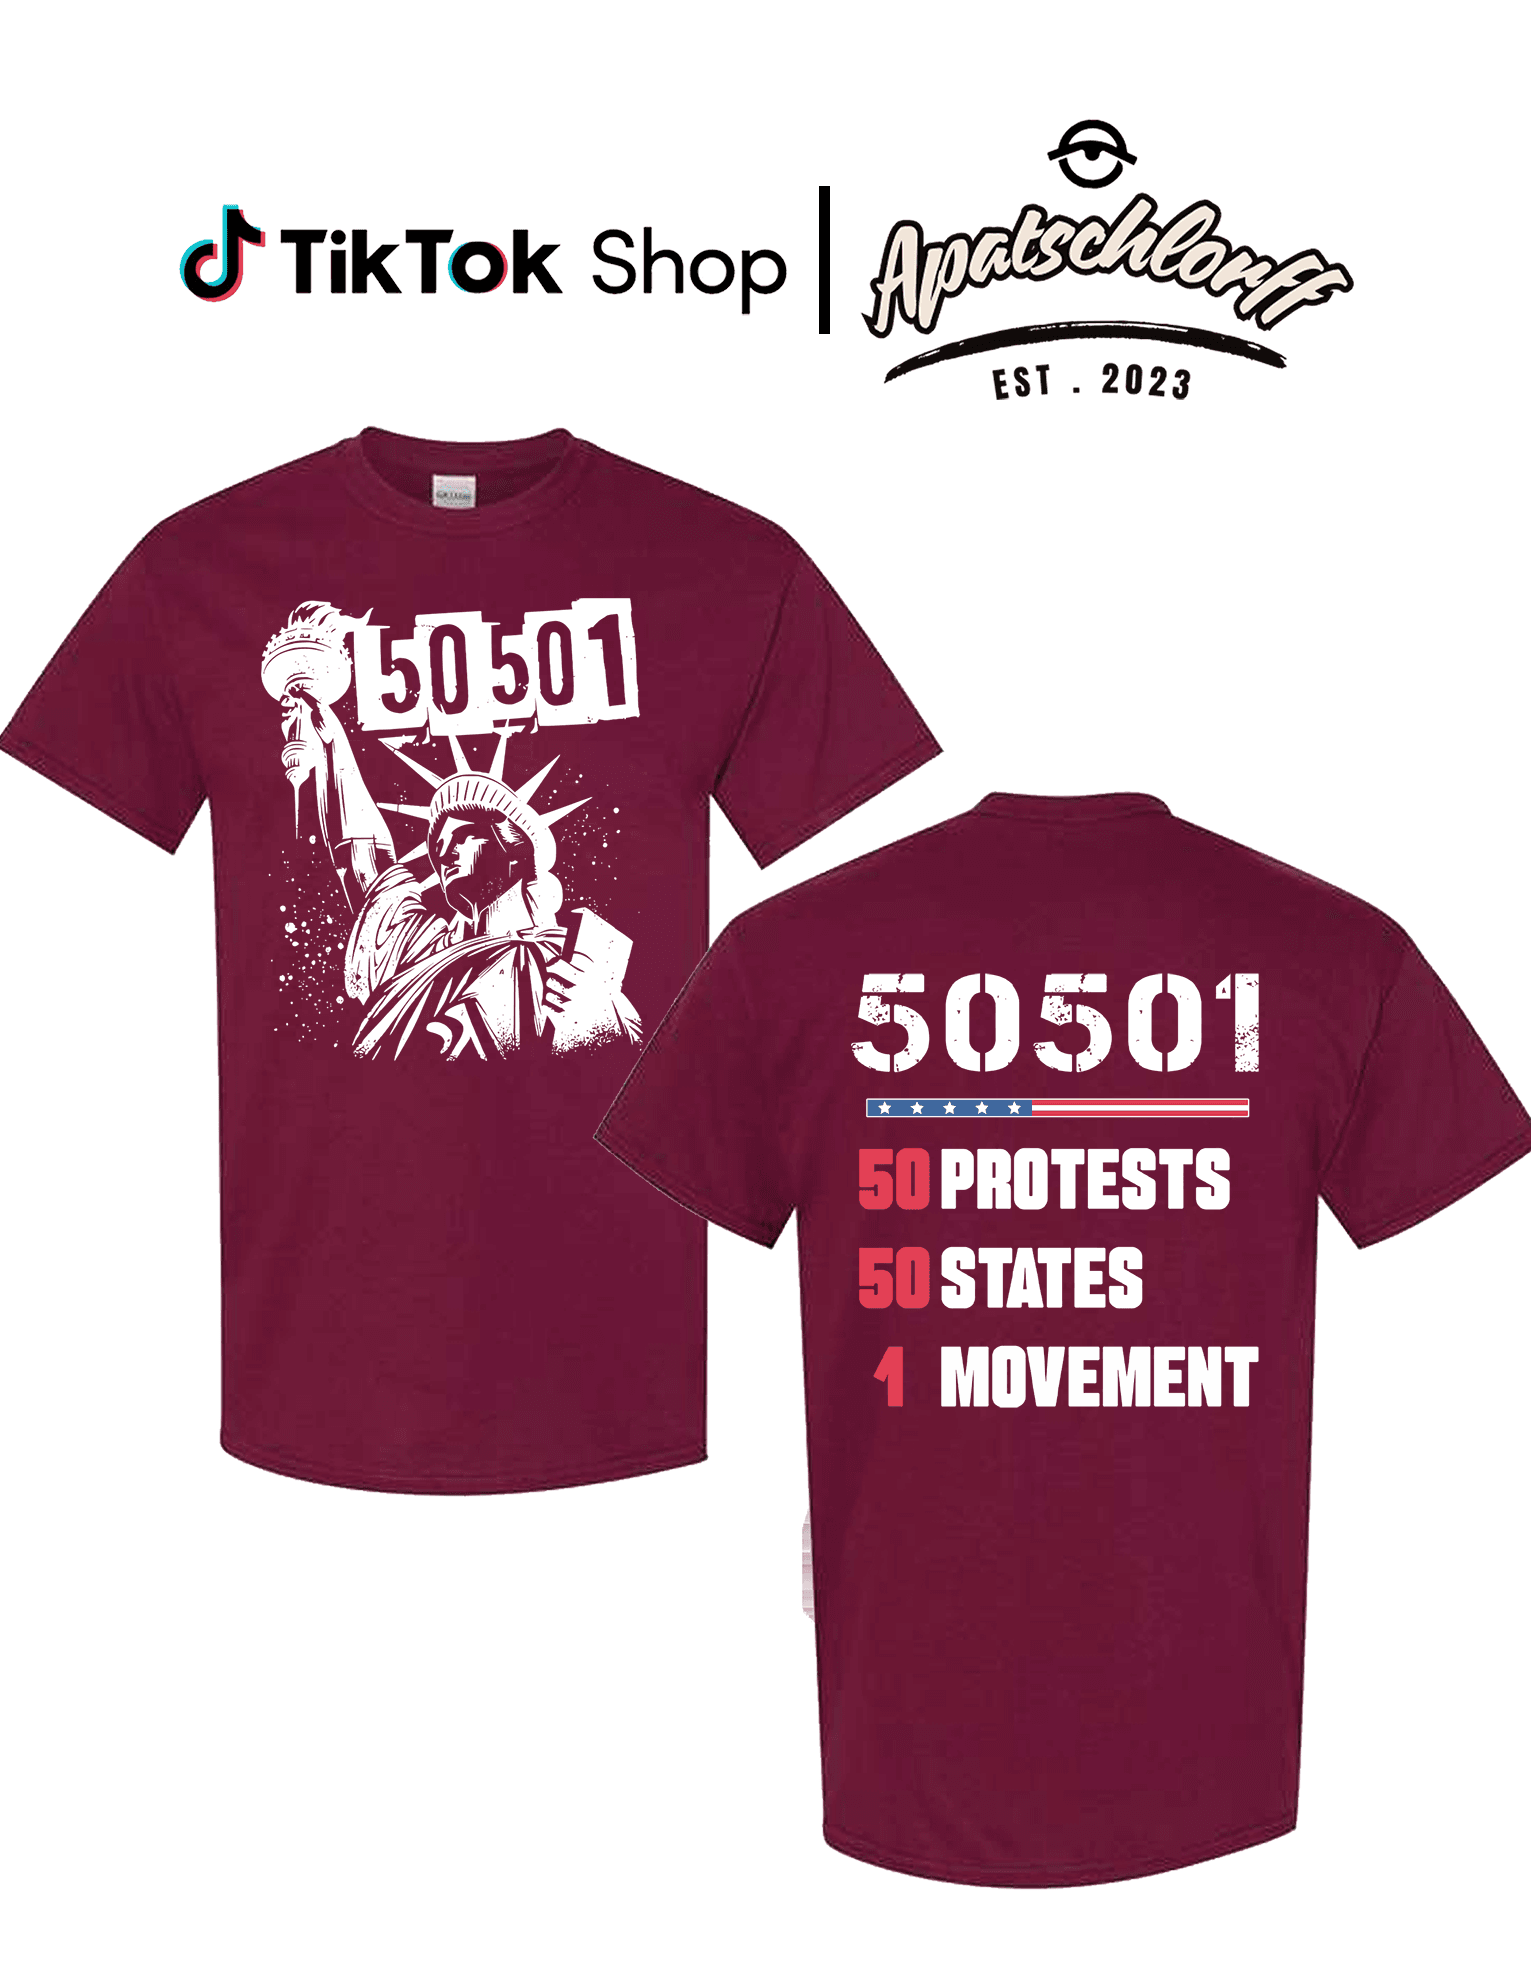 TikTok Shop
Apatschlorff
EST . 2023
50501
50501
50 PROTESTS
50 STATES
1 MOVEMENT